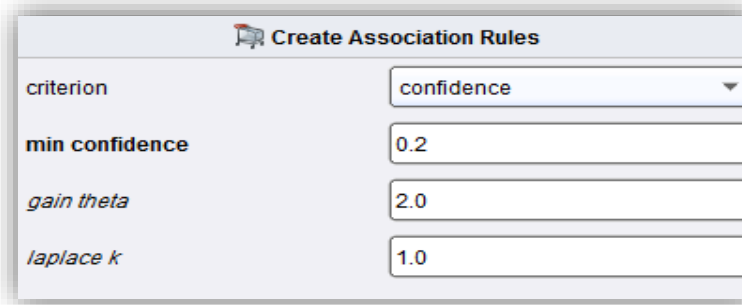 Create Association Rules
criterion confidence
min confidence 0.2
gain theta 2.0
laplace k 1.0